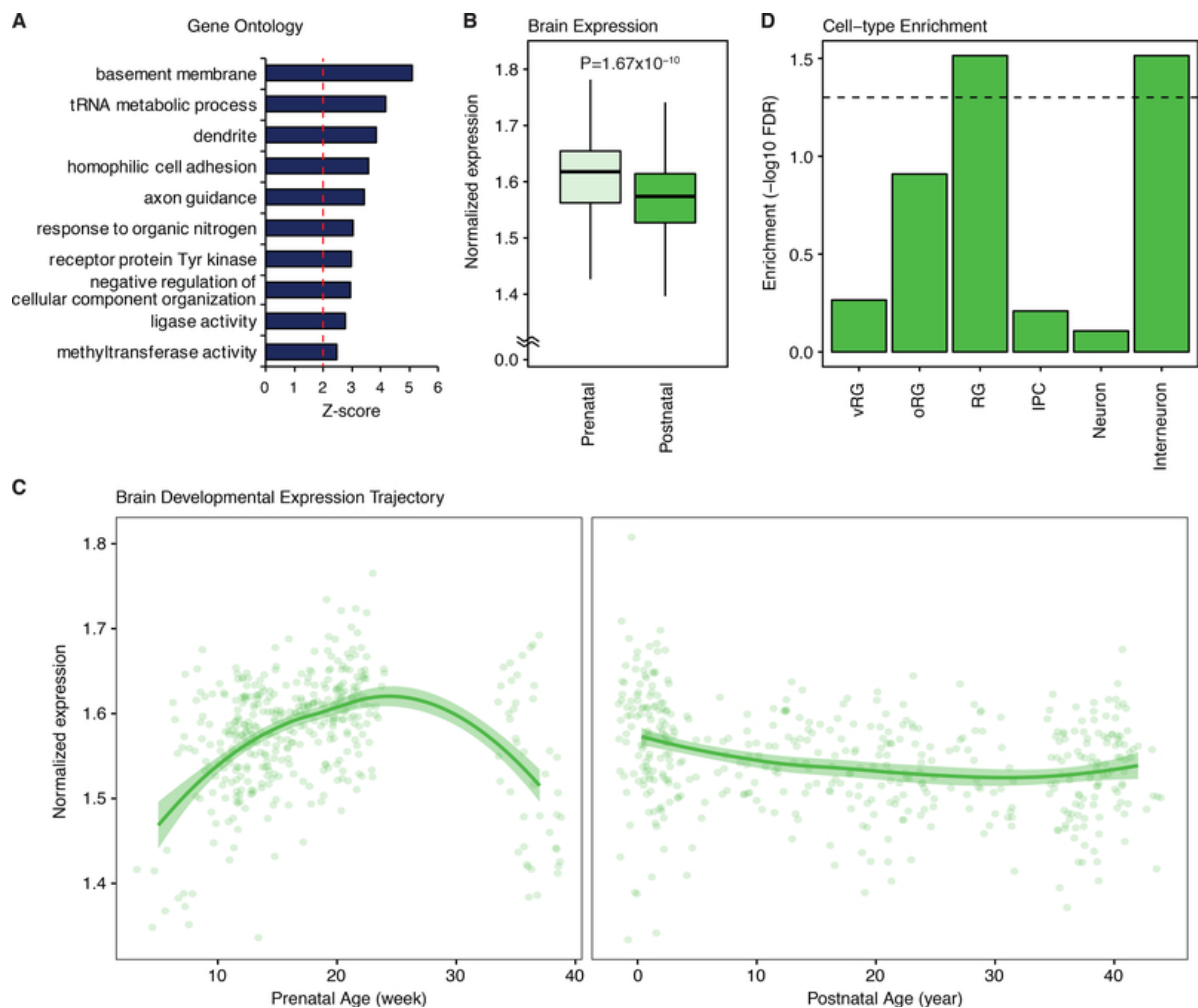 A
Gene Ontology
basement membrane
tRNA metabolic process
dendrite
homophilic cell adhesion
axon guidance
response to organic nitrogen
receptor protein Tyr kinase
negative regulation of
cellular component organization
ligase activity
methyltransferase activity
0 1 2 3 4 5 6
Z-score
B
Brain Expression
P=1.67x10⁻¹⁰
Normalized expression
1.8
1.7
1.6
1.5
1.4
0.0
Prenatal
Postnatal
D
Cell-type Enrichment
Enrichment (-log10 FDR)
1.5
1.0
0.5
0.0
vRG
oRG
RG
IPC
Neuron
Interneuron
C
Brain Developmental Expression Trajectory
Normalized expression
1.8
1.7
1.6
1.5
1.4
10 20 30 40
Prenatal Age (week)
0 10 20 30 40
Postnatal Age (year)